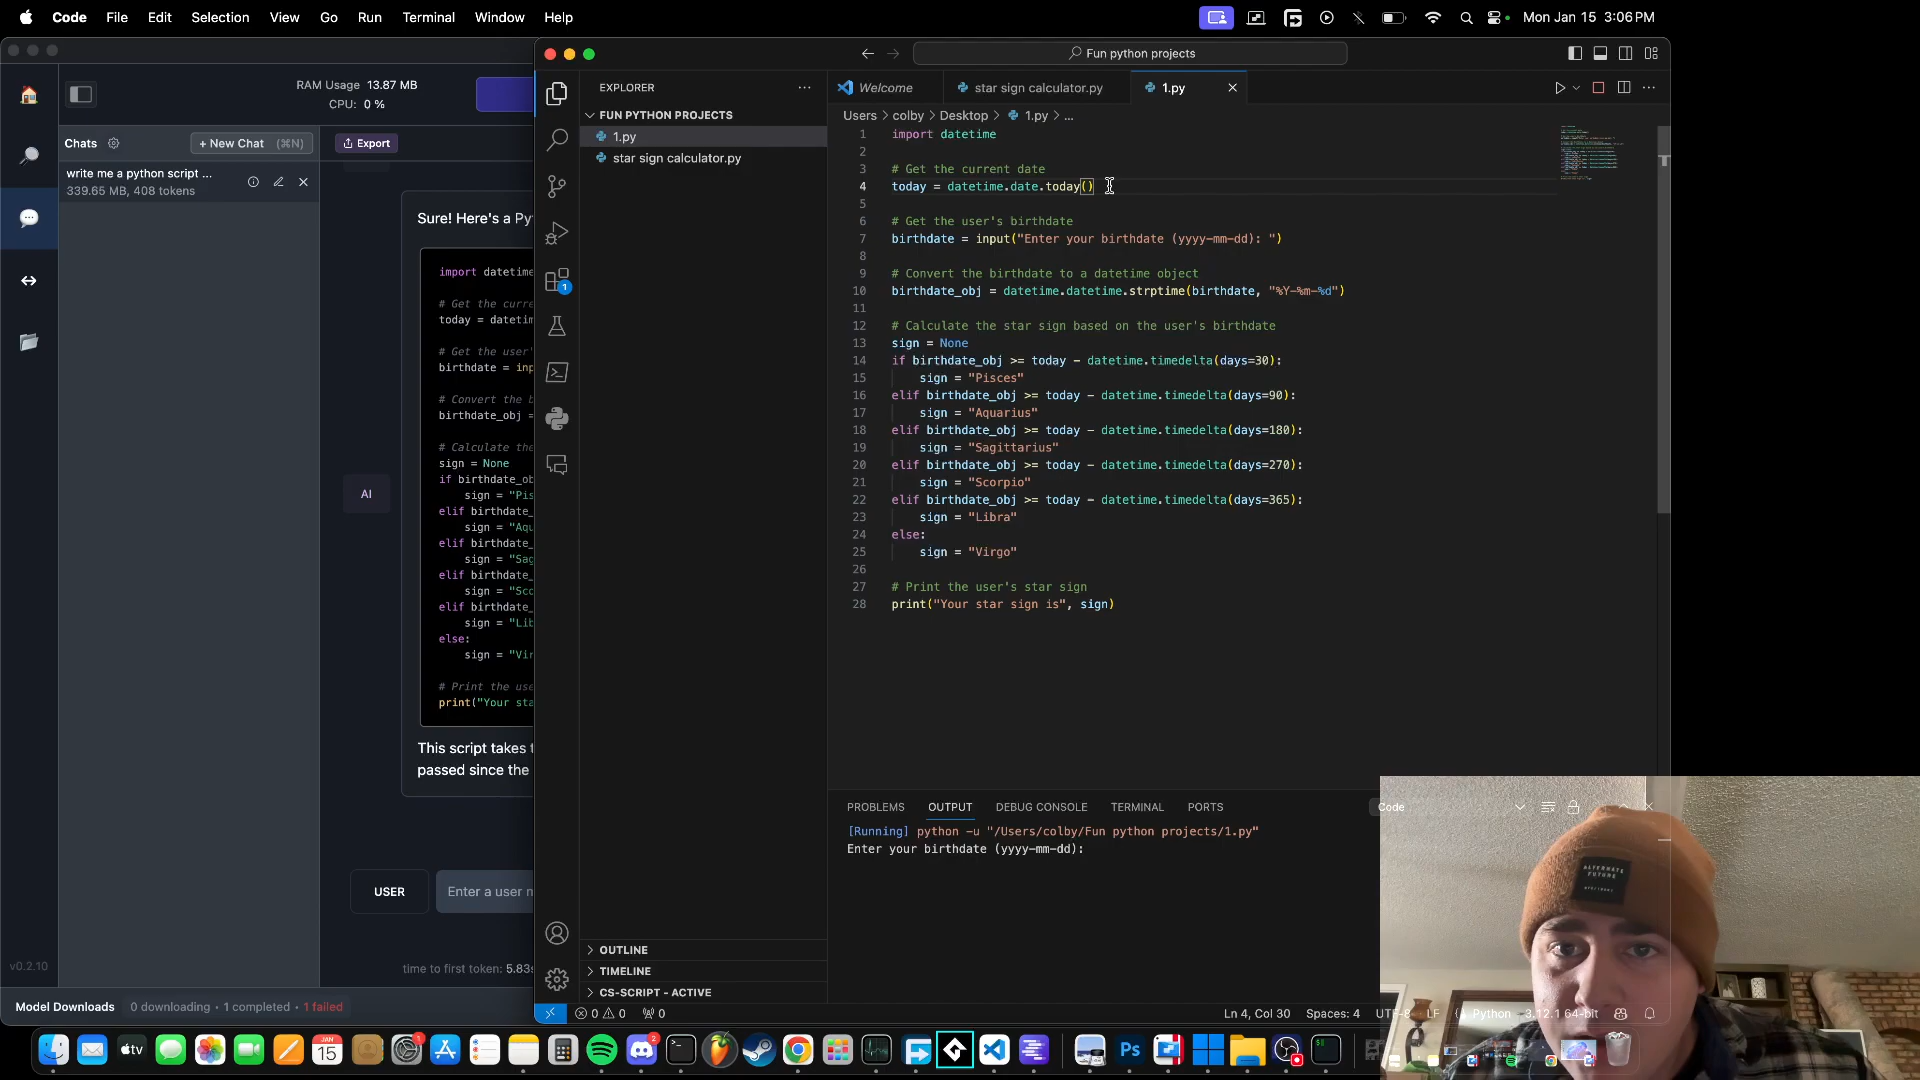 Code File Edit Selection View Go Run Terminal Window Help
Mon Jan 15 3:06PM
RAM Usage 13.87 MB
CPU: 0 %
Chats
+ New Chat (⌘N)
Export
write me a python script ...
339.65 MB, 408 tokens
Sure! Here's a Py
import datetime
# Get the curre
today = datetim
# Get the user'
birthdate = inp
# Convert the b
birthdate_obj =
# Calculate the
sign = None
if birthdate_ob
sign = "Pis
elif birthdate_
sign = "Aqu
elif birthdate_
sign = "Sag
elif birthdate_
sign = "Sco
elif birthdate_
sign = "Lib
else:
sign = "Vir
# Print the use
print("Your sta
AI
This script takes t
passed since the
USER
Enter a user m
v0.2.10
time to first token: 5.83s
Model Downloads 0 downloading • 1 completed • 1 failed
Fun python projects
EXPLORER
FUN PYTHON PROJECTS
1.py
star sign calculator.py
1
OUTLINE
TIMELINE
CS-SCRIPT - ACTIVE
Welcome
star sign calculator.py
1.py
Users > colby > Desktop > 1.py > ...
1 import datetime
2
3 # Get the current date
4 today = datetime.date.today()
5
6 # Get the user's birthdate
7 birthdate = input("Enter your birthdate (yyyy-mm-dd): ")
8
9 # Convert the birthdate to a datetime object
10 birthdate_obj = datetime.datetime.strptime(birthdate, "%Y-%m-%d")
11
12 # Calculate the star sign based on the user's birthdate
13 sign = None
14 if birthdate_obj >= today - datetime.timedelta(days=30):
15 sign = "Pisces"
16 elif birthdate_obj >= today - datetime.timedelta(days=90):
17 sign = "Aquarius"
18 elif birthdate_obj >= today - datetime.timedelta(days=180):
19 sign = "Sagittarius"
20 elif birthdate_obj >= today - datetime.timedelta(days=270):
21 sign = "Scorpio"
22 elif birthdate_obj >= today - datetime.timedelta(days=365):
23 sign = "Libra"
24 else:
25 sign = "Virgo"
26
27 # Print the user's star sign
28 print("Your star sign is", sign)
PROBLEMS OUTPUT DEBUG CONSOLE TERMINAL PORTS
Code
[Running] python -u "/Users/colby/Fun python projects/1.py"
Enter your birthdate (yyyy-mm-dd):
ALTERNATE
FUTURE
0 0 0
Ln 4, Col 30 Spaces: 4 UTF-8 LF Python 3.12.1 64-bit
tv
JAN
15
1
2
Ps